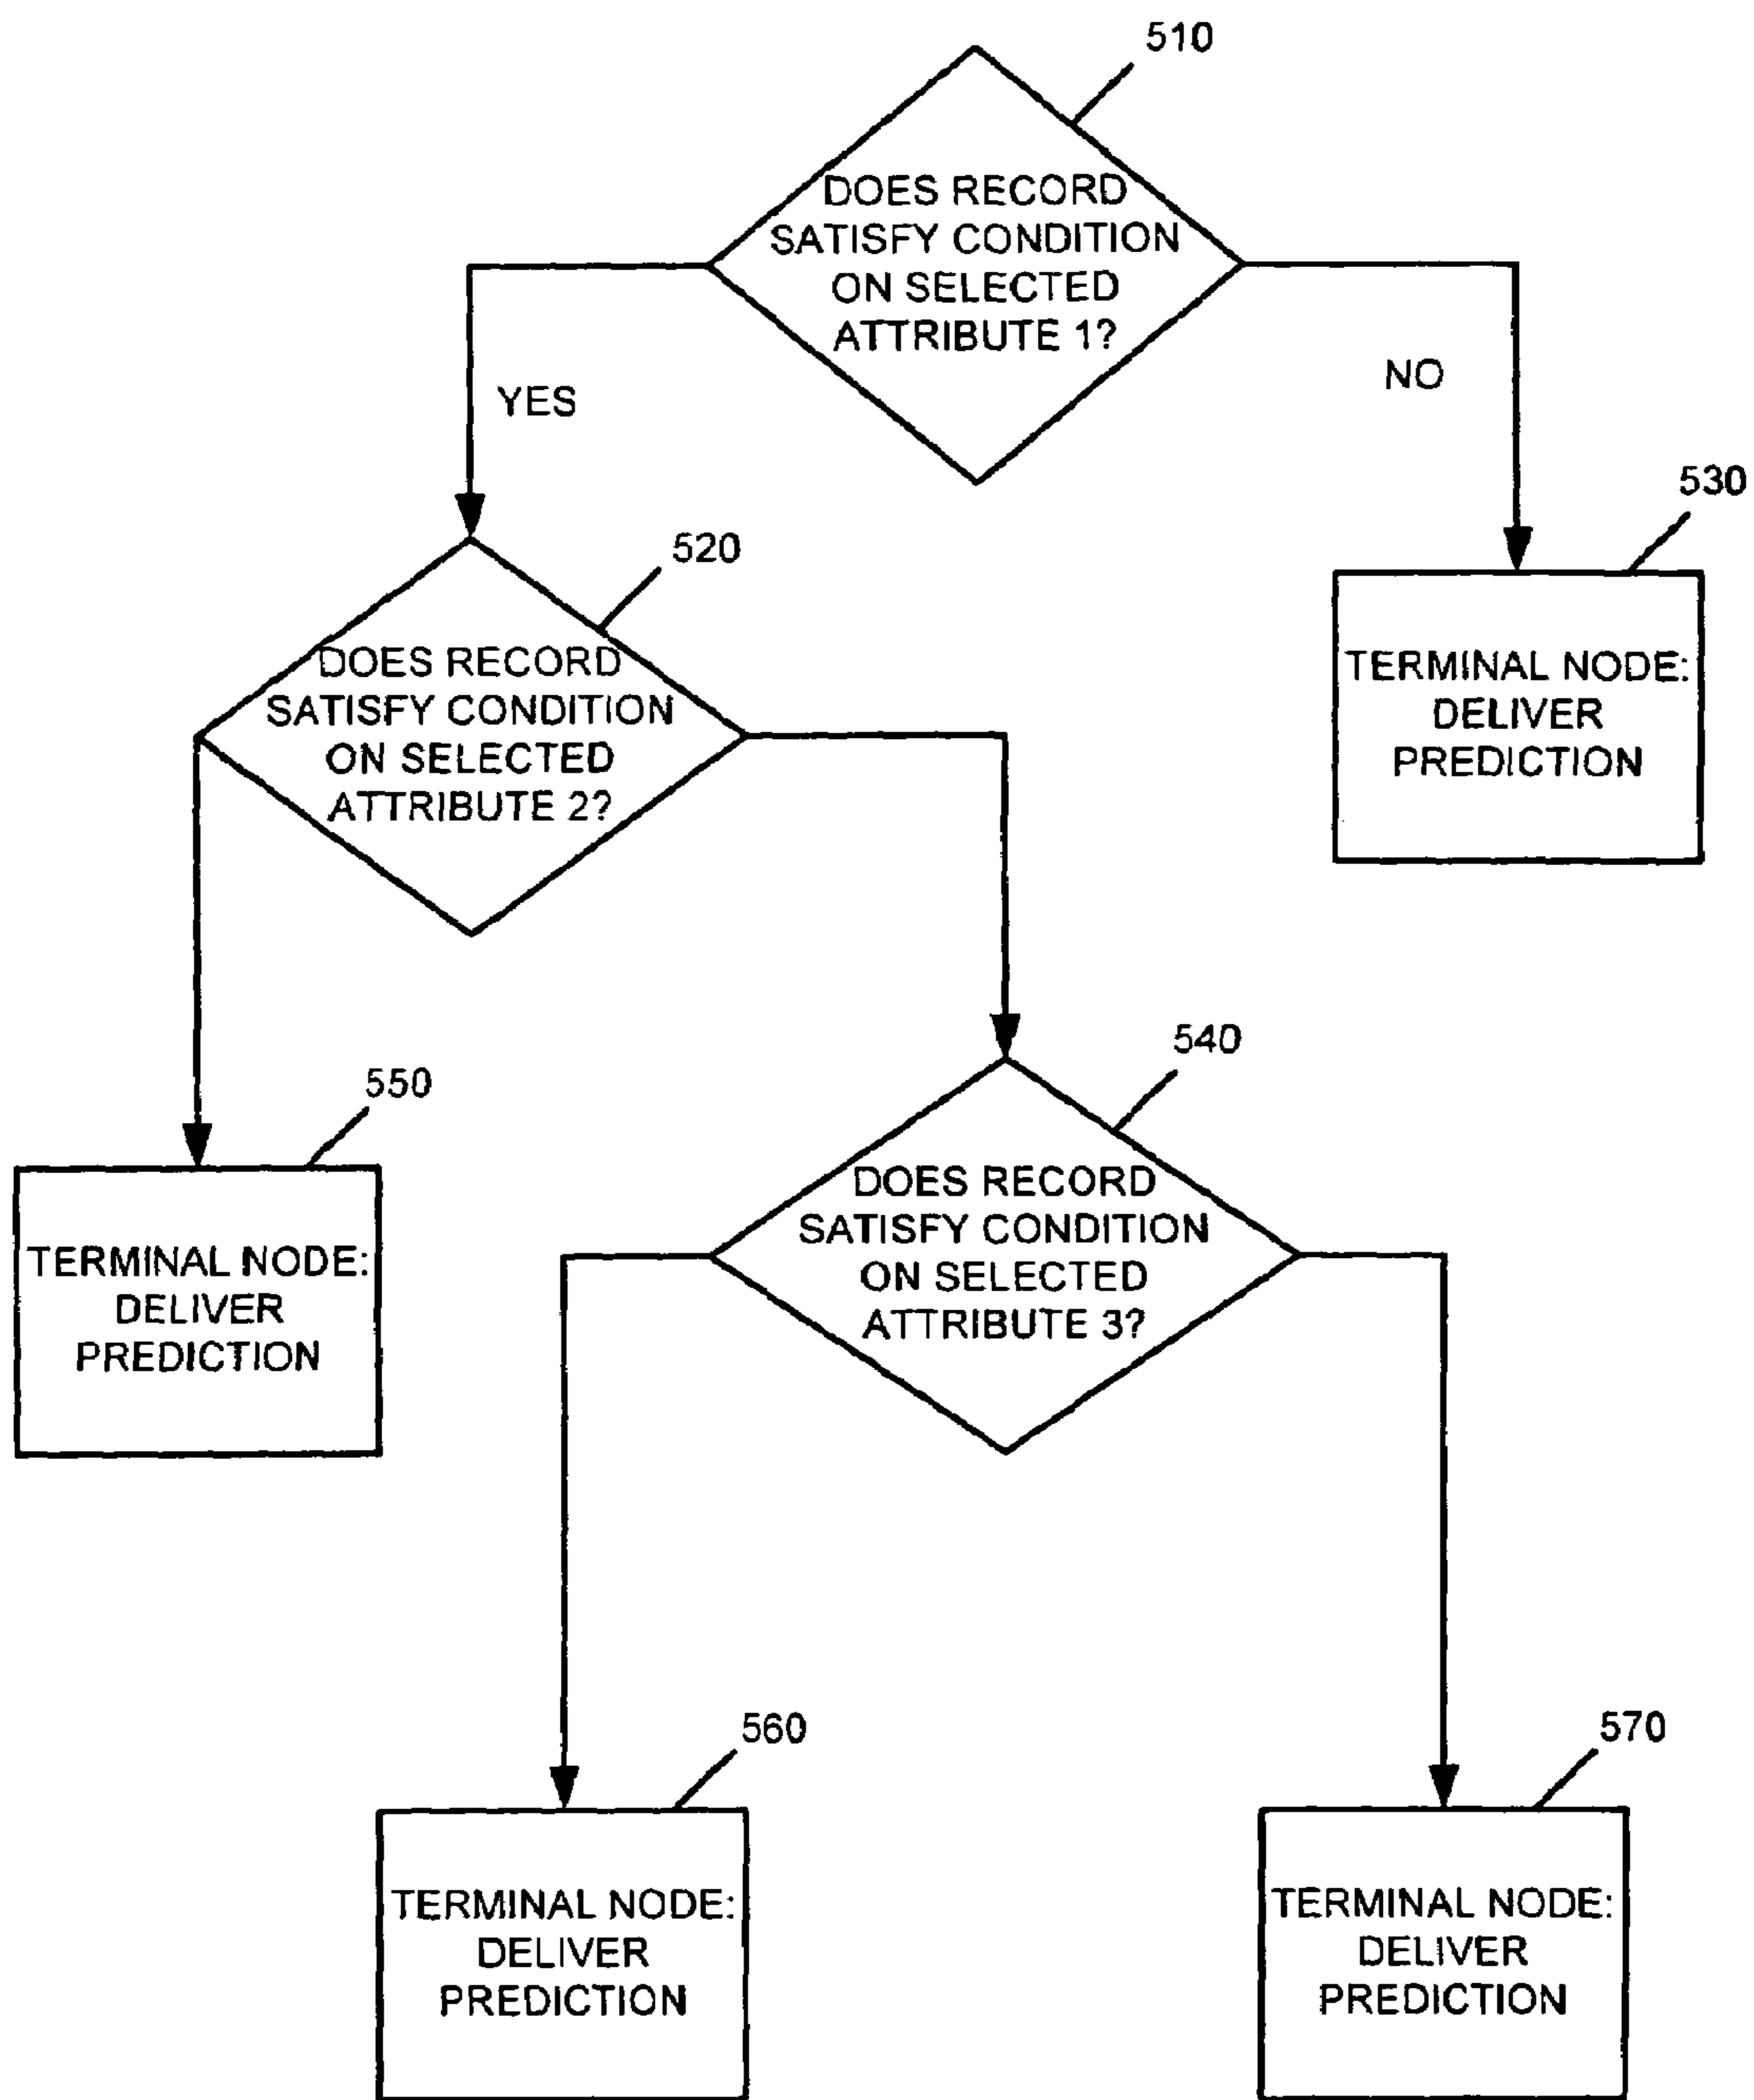 510
DOES RECORD
SATISFY CONDITION
ON SELECTED
ATTRIBUTE 1?
YES
NO
530
520
DOES RECORD
SATISFY CONDITION
ON SELECTED
ATTRIBUTE 2?
TERMINAL NODE:
DELIVER
PREDICTION
540
550
DOES RECORD
SATISFY CONDITION
ON SELECTED
ATTRIBUTE 3?
TERMINAL NODE:
DELIVER
PREDICTION
560
570
TERMINAL NODE:
DELIVER
PREDICTION
TERMINAL NODE:
DELIVER
PREDICTION